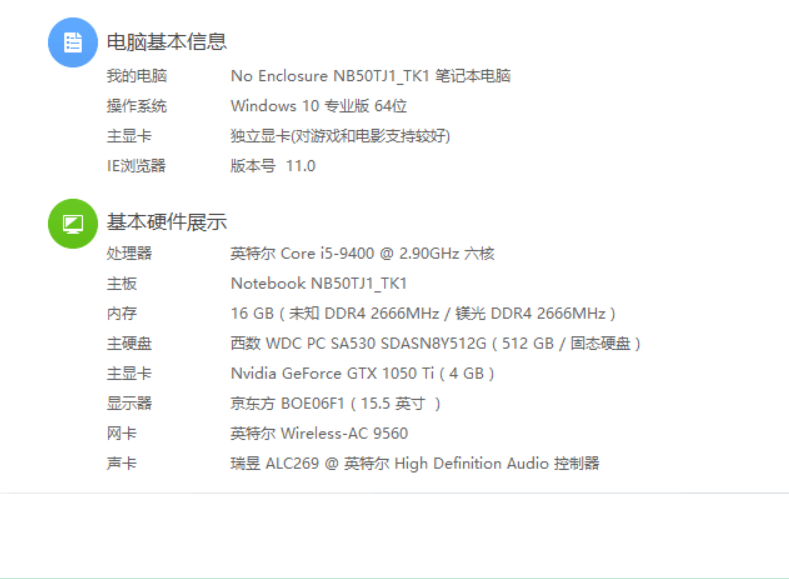 电脑基本信息
我的电脑 No Enclosure NB50TJ1_TK1 笔记本电脑
操作系统 Windows 10 专业版 64位
主显卡 独立显卡(对游戏和电影支持较好)
IE浏览器 版本号 11.0
基本硬件展示
处理器 英特尔 Core i5-9400 @ 2.90GHz 六核
主板 Notebook NB50TJ1_TK1
内存 16 GB ( 未知 DDR4 2666MHz / 镁光 DDR4 2666MHz )
主硬盘 西数 WDC PC SA530 SDASN8Y512G ( 512 GB / 固态硬盘 )
主显卡 Nvidia GeForce GTX 1050 Ti ( 4 GB )
显示器 京东方 BOE06F1 ( 15.5 英寸 )
网卡 英特尔 Wireless-AC 9560
声卡 瑞昱 ALC269 @ 英特尔 High Definition Audio 控制器